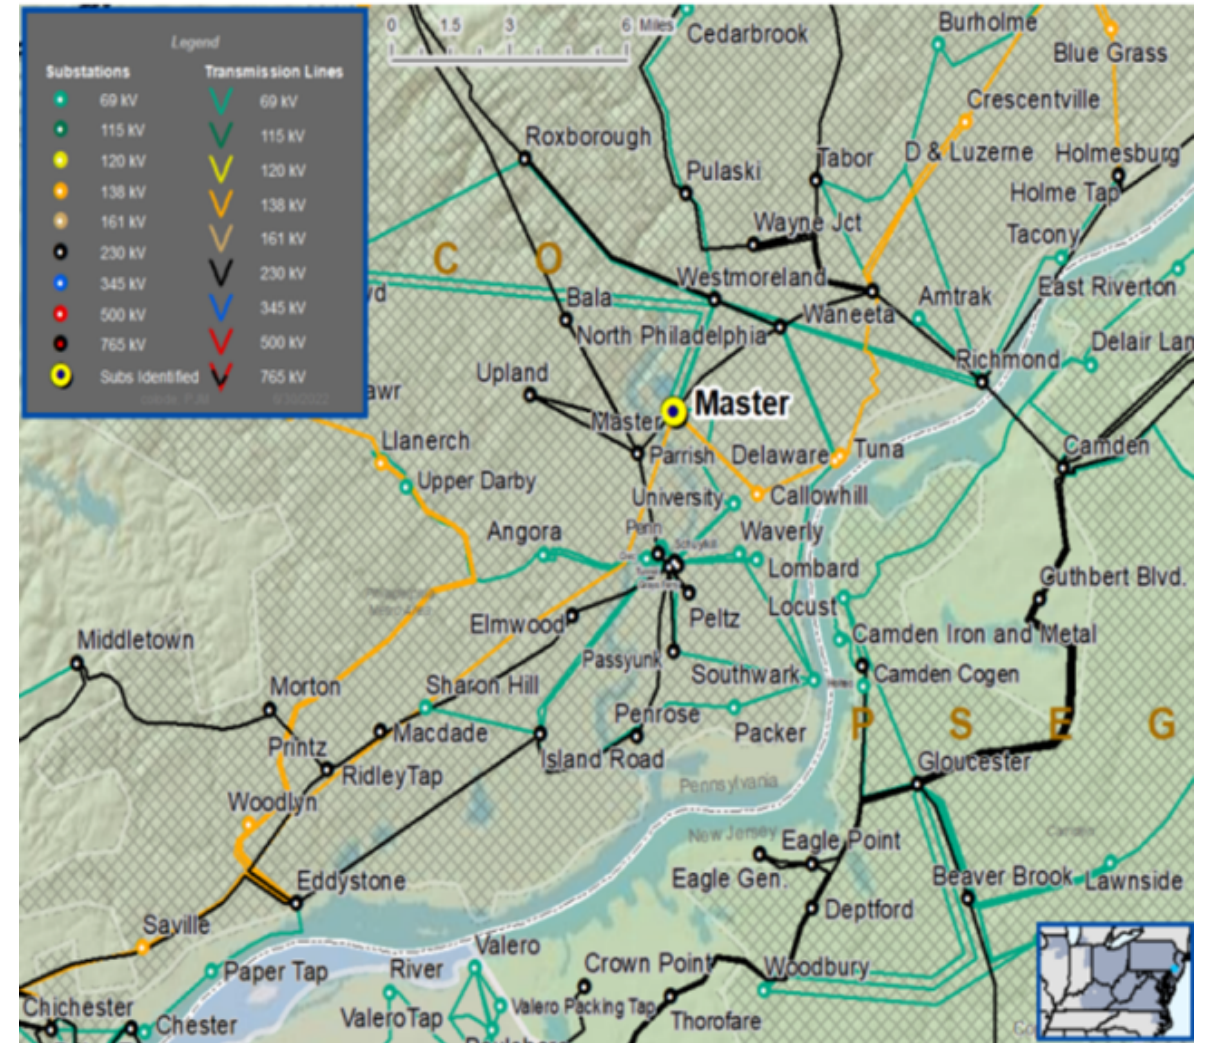 Legend
Substations
Transmission Lines
69 kV
69 kV
115 kV
115 kV
120 kV
120 kV
138 kV
138 kV
161 kV
161 kV
230 kV
230 kV
345 kV
345 kV
500 kV
500 kV
765 kV
765 kV
Subs Identified
0 1.5 3 6 Miles
Cedarbrook
Burholme
Blue Grass
Crescentville
Roxborough
Pulaski
Tabor
D & Luzerne
Holmesburg
Holme Tap
Wayne Jct
Tacony
C O
Westmoreland
East Riverton
Bala
Amtrak
Waneeta
North Philadelphia
Delair Lan
Richmond
Upland
awr
Master
Master
Llanerch
Parrish
Delaware
Tuna
Camden
Upper Darby
University
Callowhill
Angora
Penn
Schuylkill
Waverly
Lombard
Cuthbert Blvd.
Locust
Peltz
Elmwood
Camden Iron and Metal
Middletown
Passyunk
Southwark
Camden Cogen
Morton
Sharon Hill
Penrose
Packer
P S E G
Printz
Macdade
Island Road
Gloucester
RidleyTap
Pennsylvania
Woodlyn
New Jersey
Eagle Point
Camden
Eagle Gen.
Beaver Brook
Lawnside
Eddystone
Deptford
Saville
Valero
Paper Tap
River
Crown Point
Woodbury
Chichester
Chester
ValeroTap
Valero Packing Tap
Thorofare